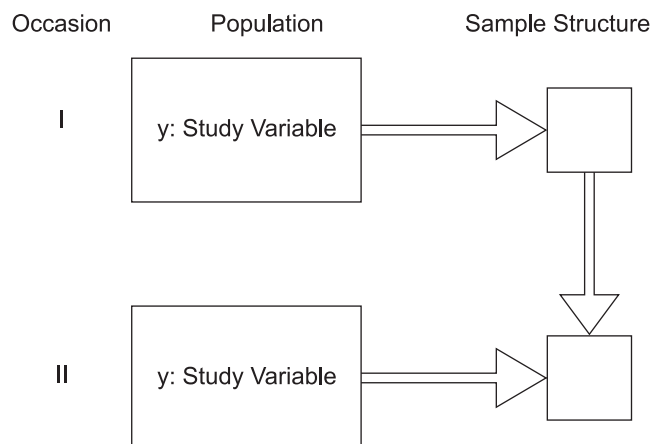 Occasion Population Sample Structure
I y: Study Variable
II y: Study Variable